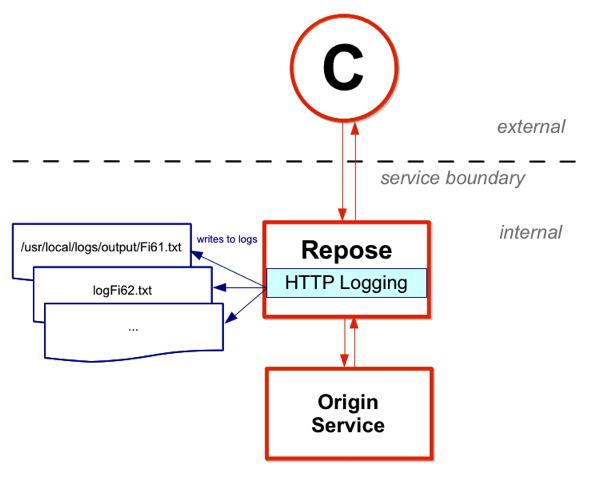 C
external
service boundary
internal
/usr/local/logs/output/Fi61.txt
writes to logs
Repose
HTTP Logging
logFi62.txt
...
Origin
Service